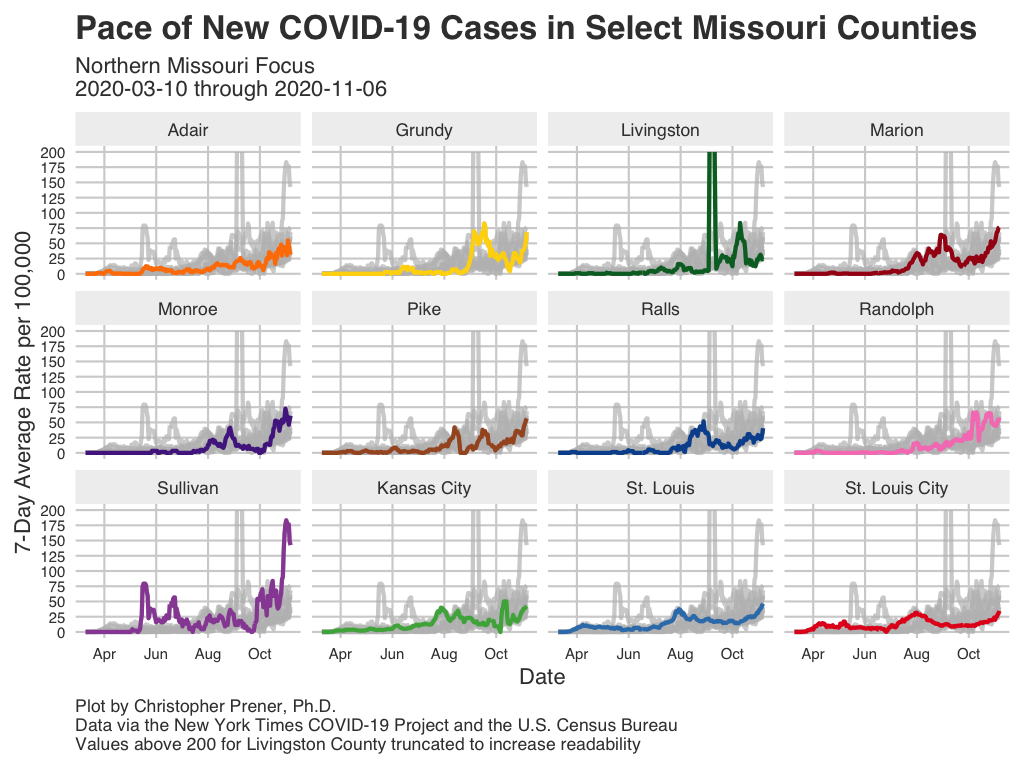 Pace of New COVID-19 Cases in Select Missouri Counties
Northern Missouri Focus
2020-03-10 through 2020-11-06
Adair Grundy Livingston Marion
200
175
150
125
100
75
50
25
0
Monroe Pike Ralls Randolph
200
175
150
125
100
75
50
25
0
Sullivan Kansas City St. Louis St. Louis City
200
175
150
125
100
75
50
25
0
7-Day Average Rate per 100,000
Apr Jun Aug Oct Apr Jun Aug Oct Apr Jun Aug Oct Apr Jun Aug Oct
Date
Plot by Christopher Prener, Ph.D.
Data via the New York Times COVID-19 Project and the U.S. Census Bureau
Values above 200 for Livingston County truncated to increase readability